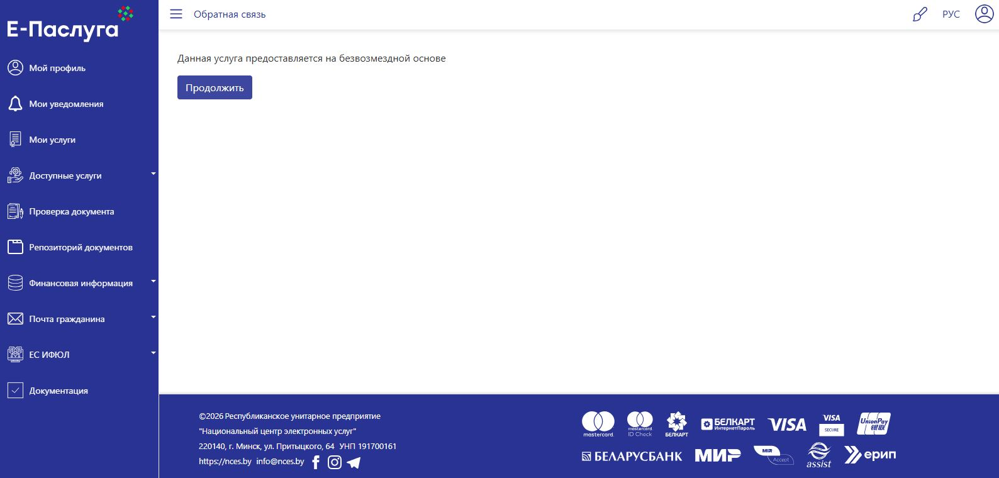 Е-Паслуга
Обратная связь
РУС
Мой профиль
Мои уведомления
Мои услуги
Доступные услуги
Проверка документа
Репозиторий документов
Финансовая информация
Почта гражданина
ЕС ИФЮЛ
Документация
Данная услуга предоставляется на безвозмездной основе
Продолжить
©2026 Республиканское унитарное предприятие
"Национальный центр электронных услуг"
220140, г. Минск, ул. Притыцкого, 64 УНП 191700161
https://nces.by info@nces.by
mastercard.
mastercard.
ID Check
БЕЛКАРТ
БЕЛКАРТ
ИнтернетПароль
VISA
VISA
SECURE
UnionPay
银联
БЕЛАРУСБАНК
МИР
MIR
Accept
assist
ерип